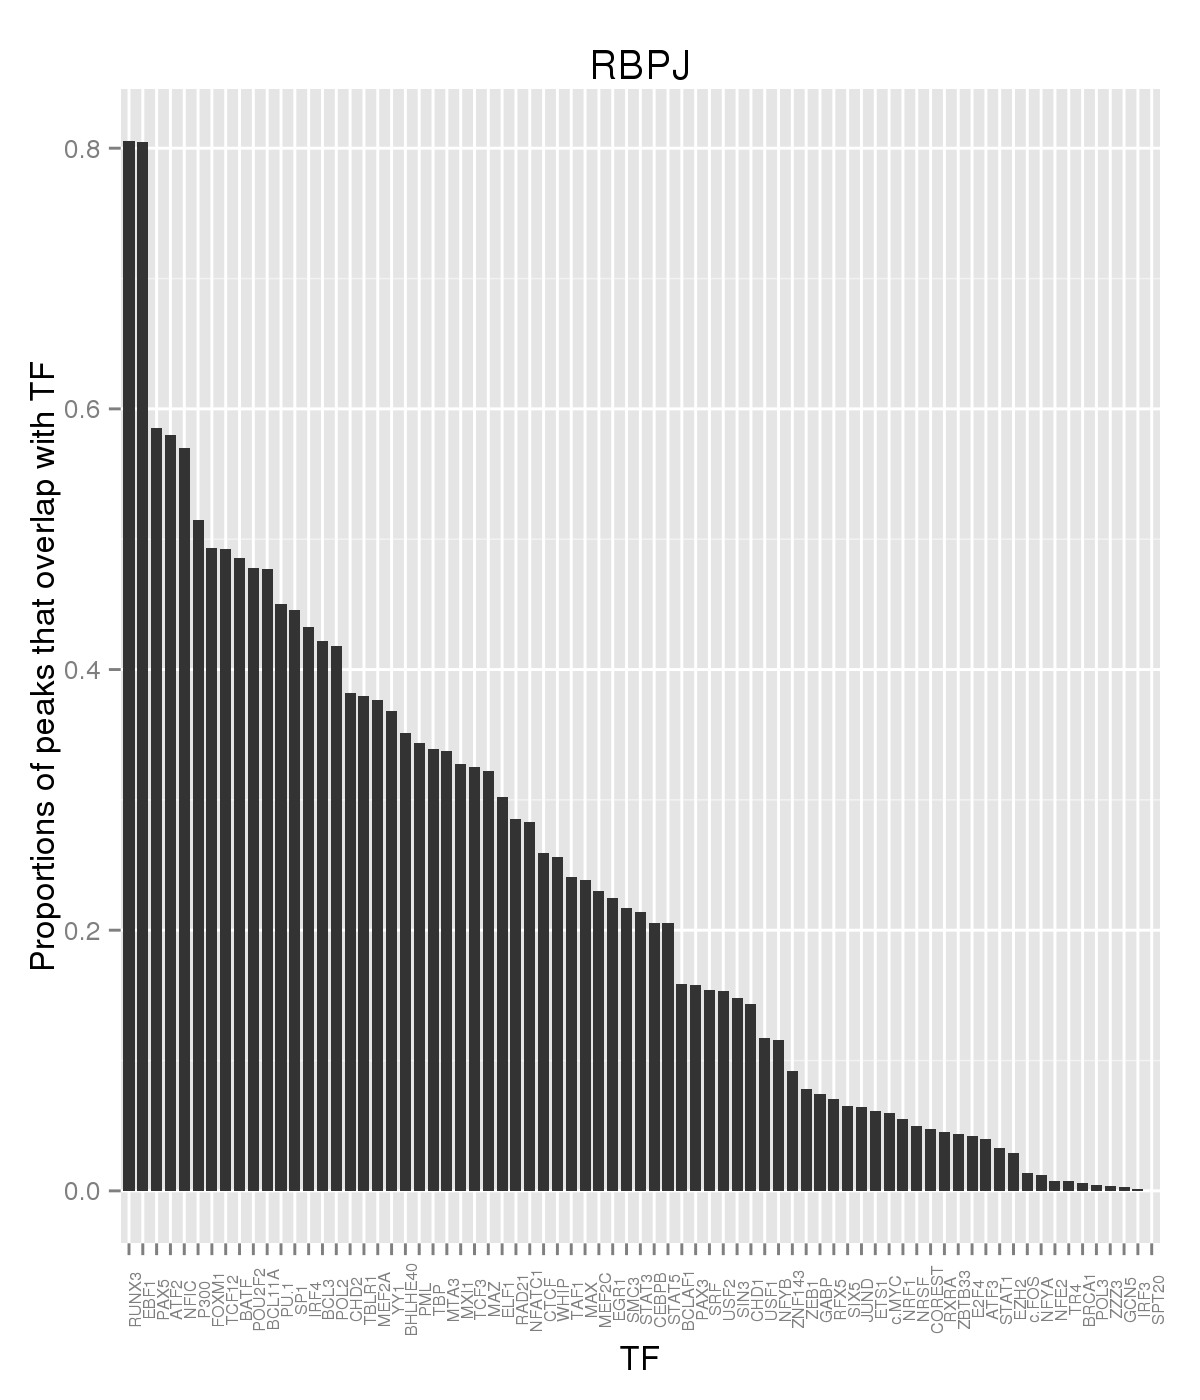 RBPJ
Proportions of peaks that overlap with TF
0.8
0.6
0.4
0.2
0.0
RUNX3
EBF1
PAX5
ATF2
NFIC
P300
FOXM1
TCF12
BATF
POU2F2
BCL11A
PU.1
SP1
IRF4
BCL3
POL2
CHD2
TBLR1
MEF2A
YY1
BHLHE40
PML
TBP
MTA3
MXI1
TCF3
MAZ
ELF1
RAD21
NFATC1
CTCF
WHIP
TAF1
MAX
MEF2C
EGR1
SMC3
STAT3
CEBPB
STAT5
BCLAF1
PAX3
SRF
USF2
SIN3
CHD1
USF1
NFYB
ZNF143
ZEB1
GABP
RFX5
SIX5
JUND
ETS1
c.MYC
NRF1
NRSF
COREST
RXRA
ZBTB33
E2F4
ATF3
STAT1
EZH2
c.FOS
NFYA
NFE2
TR4
BRCA1
POL3
ZZZ3
GCN5
IRF3
SPT20
TF